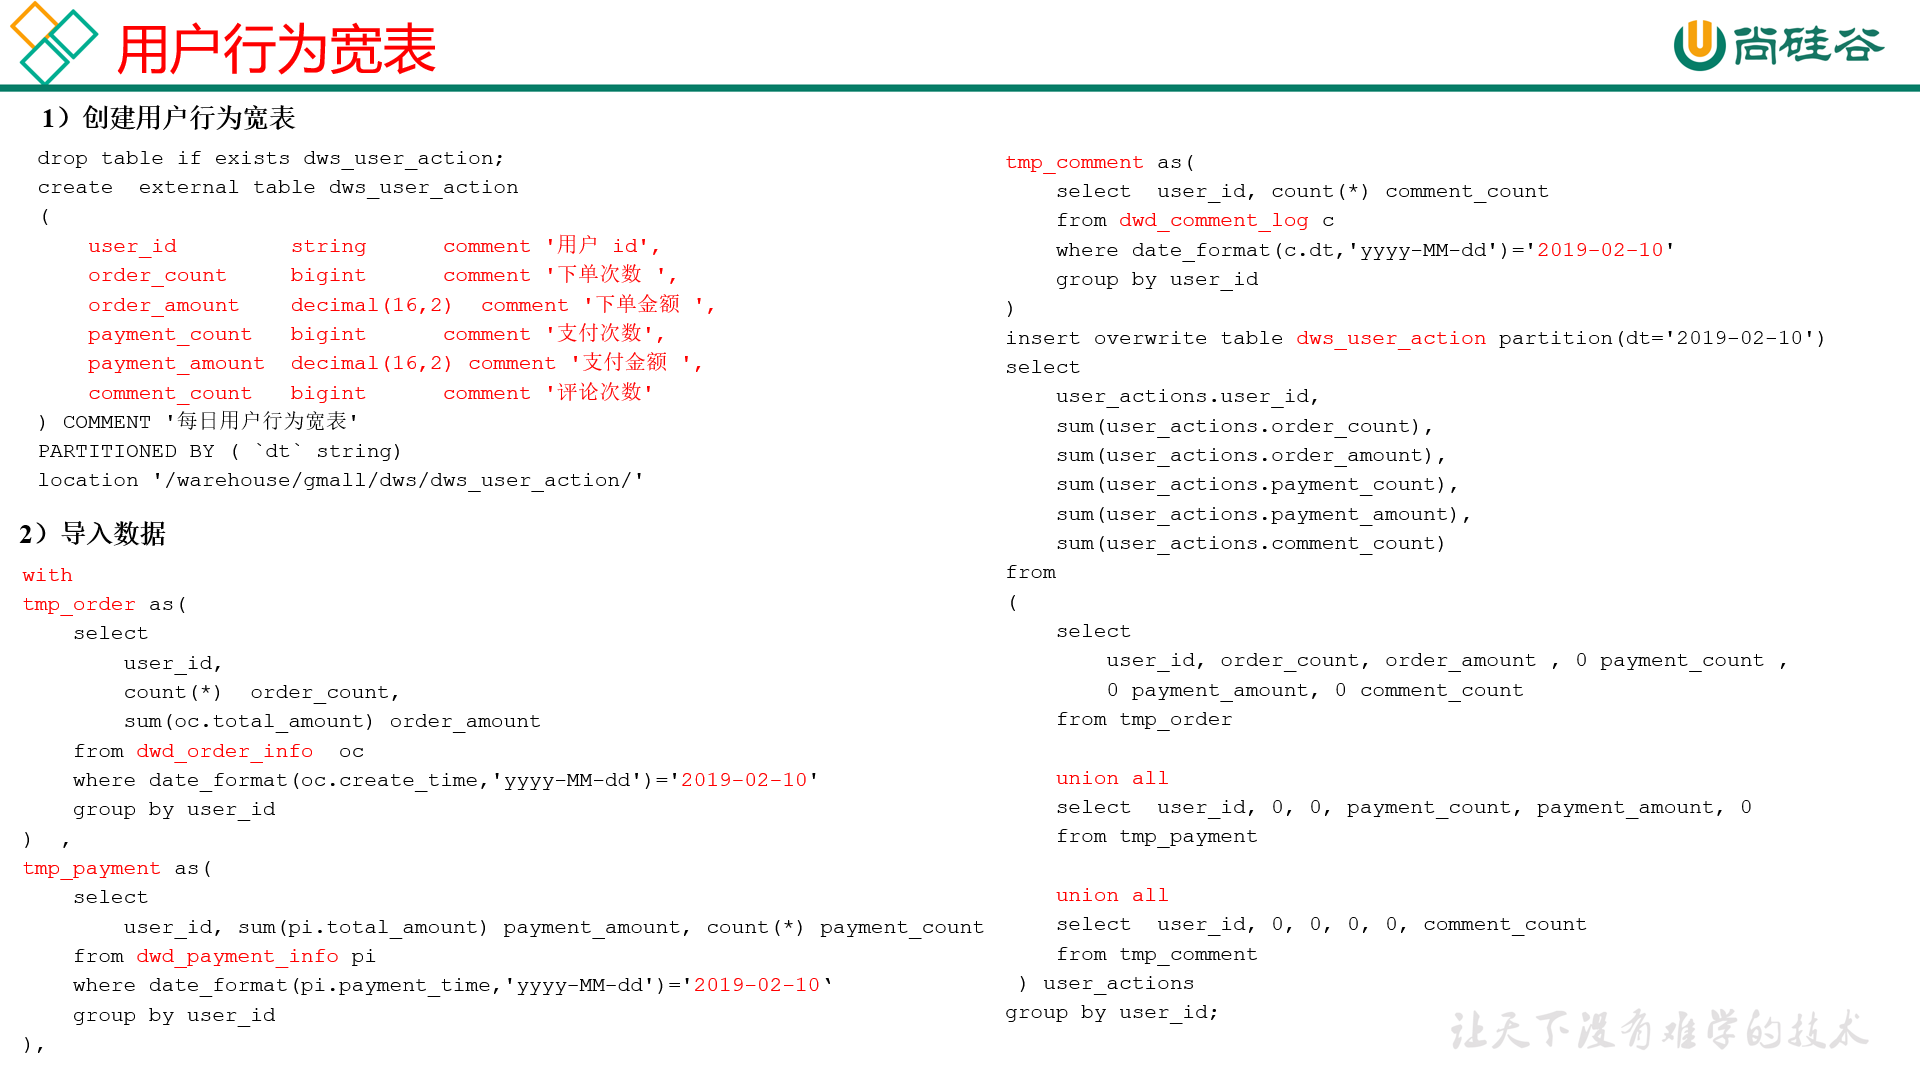 用户行为宽表
尚硅谷
1）创建用户行为宽表
drop table if exists dws_user_action;
create  external table dws_user_action
(
    user_id         string      comment '用户 id',
    order_count     bigint      comment '下单次数 ',
    order_amount    decimal(16,2)  comment '下单金额 ',
    payment_count   bigint      comment '支付次数',
    payment_amount  decimal(16,2) comment '支付金额 ',
    comment_count   bigint      comment '评论次数'
) COMMENT '每日用户行为宽表'
PARTITIONED BY ( `dt` string)
location '/warehouse/gmall/dws/dws_user_action/'
2）导入数据
with
tmp_order as(
    select
        user_id,
        count(*)  order_count,
        sum(oc.total_amount) order_amount
    from dwd_order_info  oc
    where date_format(oc.create_time,'yyyy-MM-dd')='2019-02-10'
    group by user_id
)  ,
tmp_payment as(
    select
        user_id, sum(pi.total_amount) payment_amount, count(*) payment_count
    from dwd_payment_info pi
    where date_format(pi.payment_time,'yyyy-MM-dd')='2019-02-10‘
    group by user_id
),
tmp_comment as(
    select  user_id, count(*) comment_count
    from dwd_comment_log c
    where date_format(c.dt,'yyyy-MM-dd')='2019-02-10'
    group by user_id
)
insert overwrite table dws_user_action partition(dt='2019-02-10')
select
    user_actions.user_id,
    sum(user_actions.order_count),
    sum(user_actions.order_amount),
    sum(user_actions.payment_count),
    sum(user_actions.payment_amount),
    sum(user_actions.comment_count)
from
(
    select
        user_id, order_count, order_amount , 0 payment_count ,
        0 payment_amount, 0 comment_count
    from tmp_order
    union all
    select  user_id, 0, 0, payment_count, payment_amount, 0
    from tmp_payment
    union all
    select  user_id, 0, 0, 0, 0, comment_count
    from tmp_comment
 ) user_actions
group by user_id;
让天下没有难学的技术